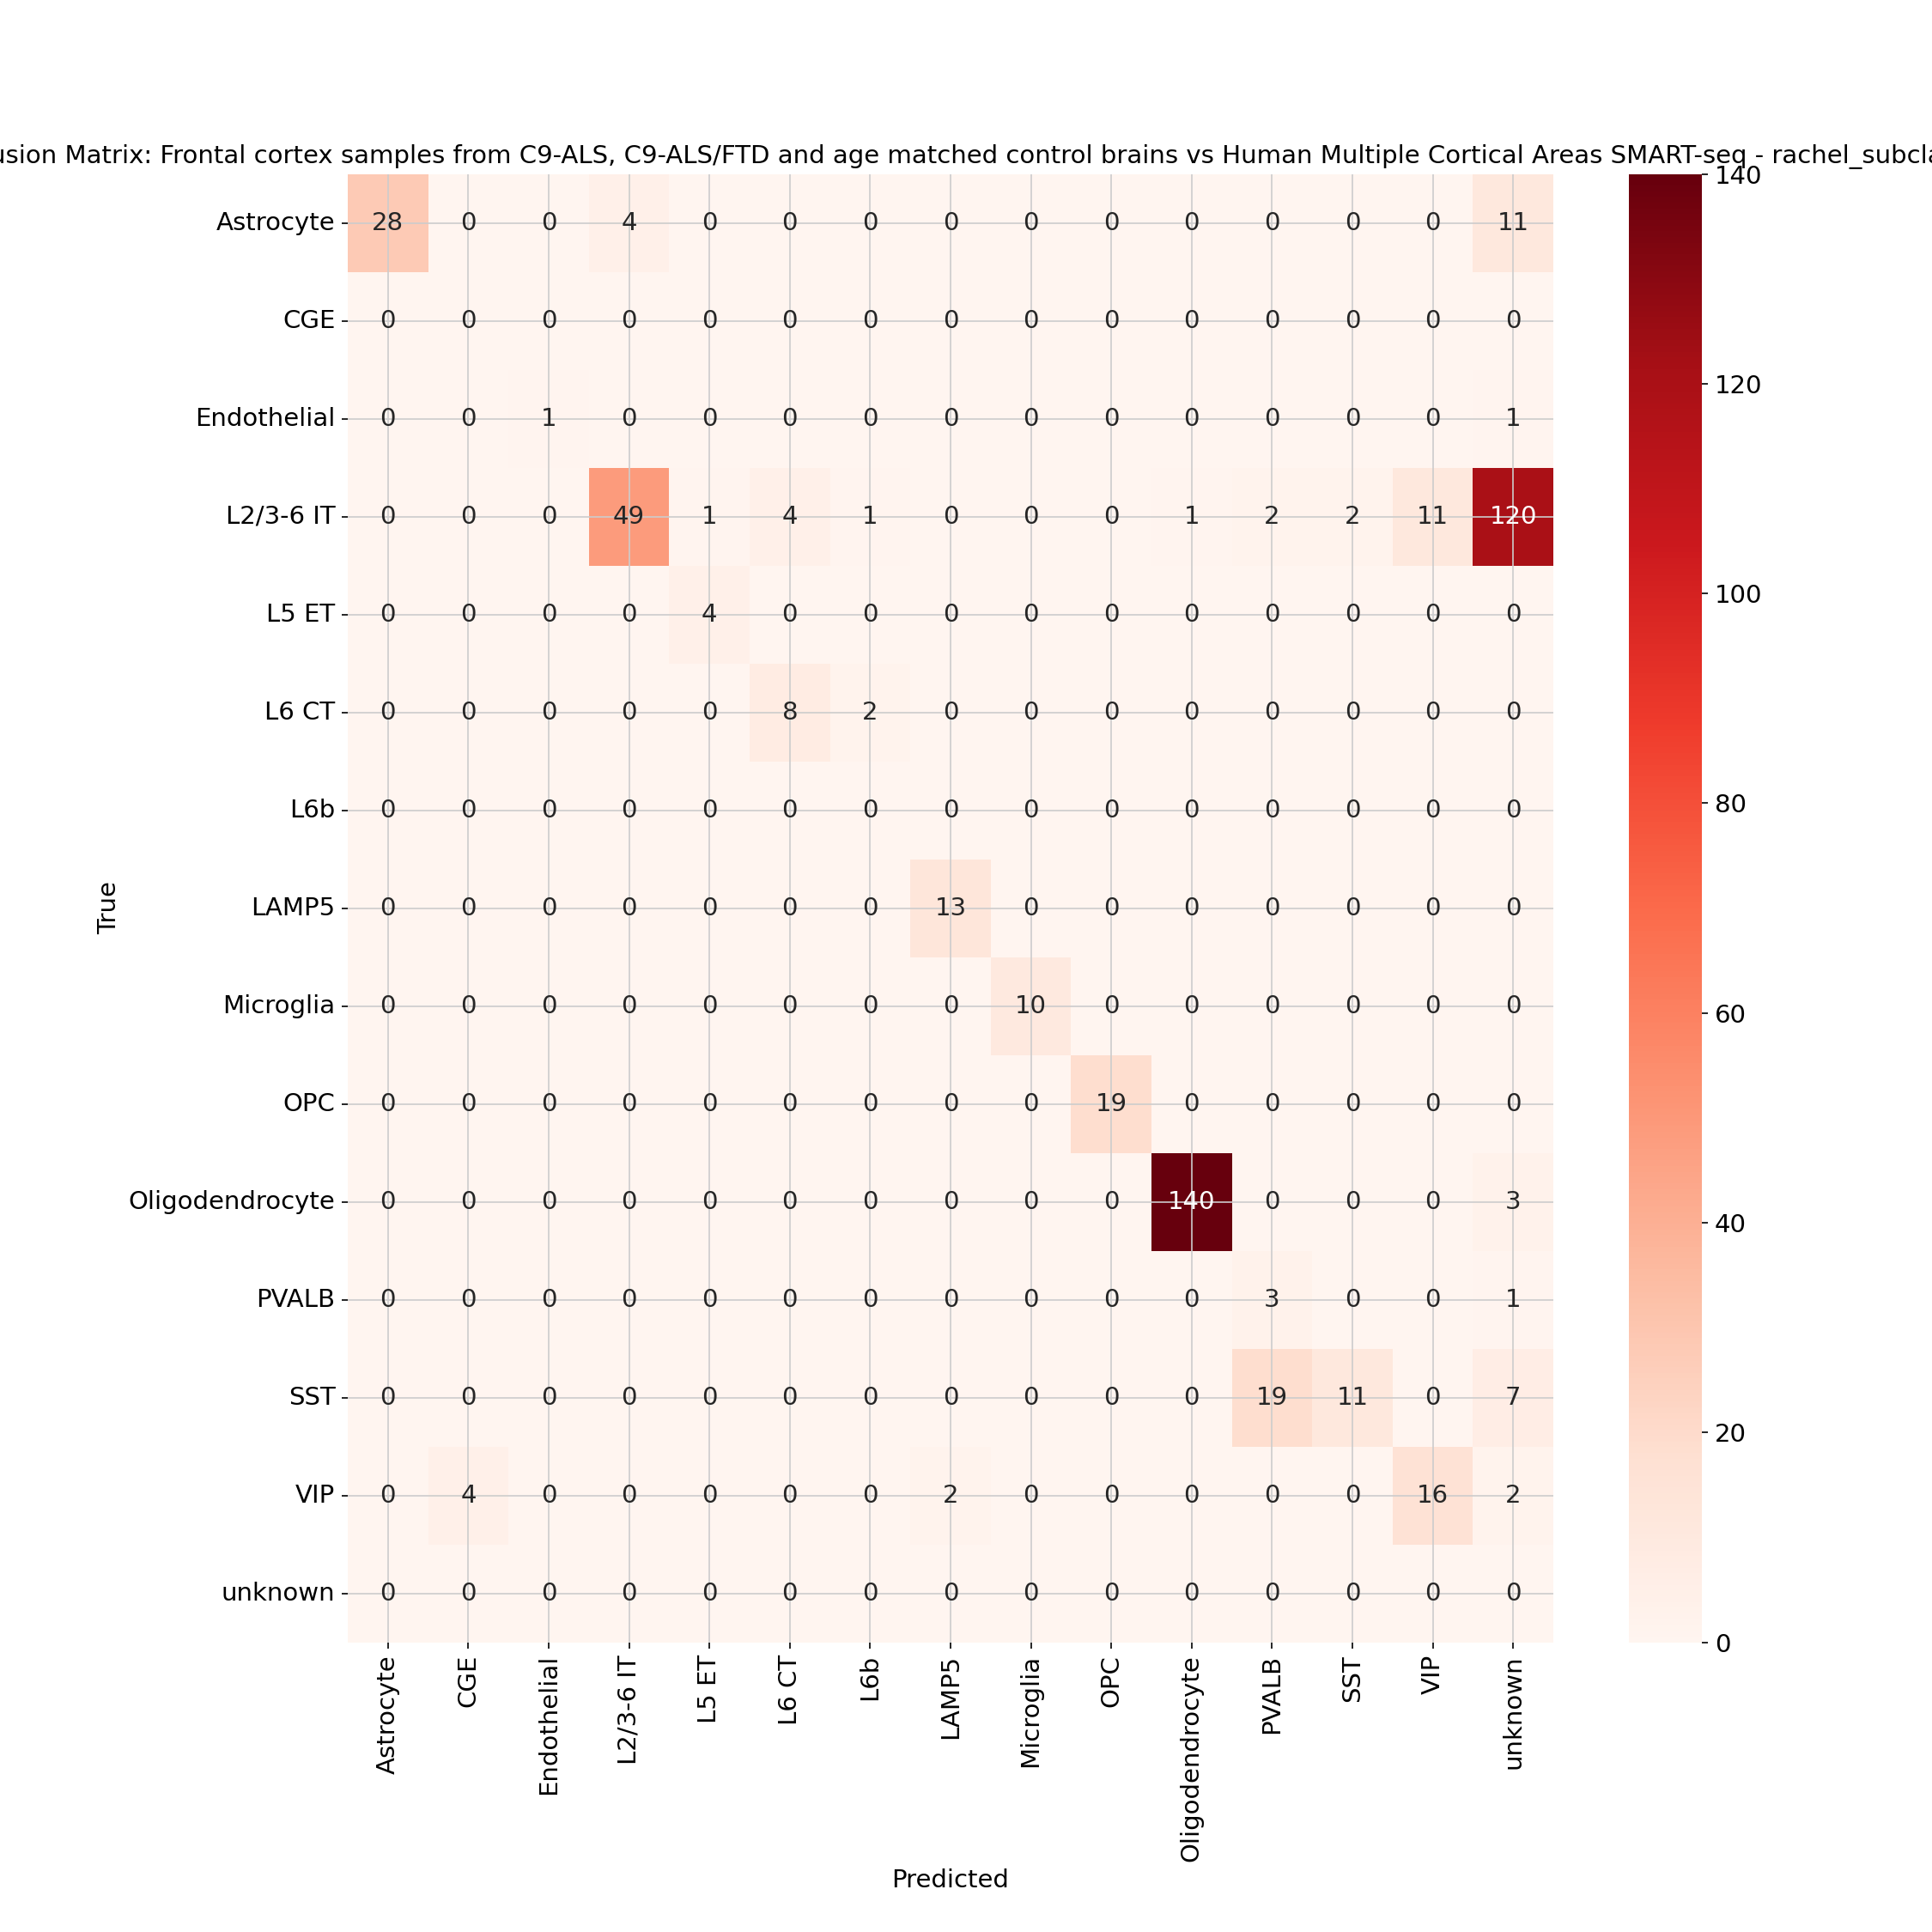 usion Matrix: Frontal cortex samples from C9-ALS, C9-ALS/FTD and age matched control brains vs Human Multiple Cortical Areas SMART-seq - rachel_subcla
Astrocyte 28 0 0 4 0 0 0 0 0 0 0 0 0 0 11
CGE 0 0 0 0 0 0 0 0 0 0 0 0 0 0 0
Endothelial 0 0 1 0 0 0 0 0 0 0 0 0 0 0 1
L2/3-6 IT 0 0 0 49 1 4 1 0 0 0 1 2 2 11 120
L5 ET 0 0 0 0 4 0 0 0 0 0 0 0 0 0 0
L6 CT 0 0 0 0 0 8 2 0 0 0 0 0 0 0 0
L6b 0 0 0 0 0 0 0 0 0 0 0 0 0 0 0
LAMP5 0 0 0 0 0 0 0 13 0 0 0 0 0 0 0
Microglia 0 0 0 0 0 0 0 0 10 0 0 0 0 0 0
OPC 0 0 0 0 0 0 0 0 0 19 0 0 0 0 0
Oligodendrocyte 0 0 0 0 0 0 0 0 0 0 140 0 0 0 3
PVALB 0 0 0 0 0 0 0 0 0 0 0 3 0 0 1
SST 0 0 0 0 0 0 0 0 0 0 0 19 11 0 7
VIP 0 4 0 0 0 0 0 2 0 0 0 0 0 16 2
unknown 0 0 0 0 0 0 0 0 0 0 0 0 0 0 0
True
Astrocyte CGE Endothelial L2/3-6 IT L5 ET L6 CT L6b LAMP5 Microglia OPC Oligodendrocyte PVALB SST VIP unknown
Predicted
140
120
100
80
60
40
20
0